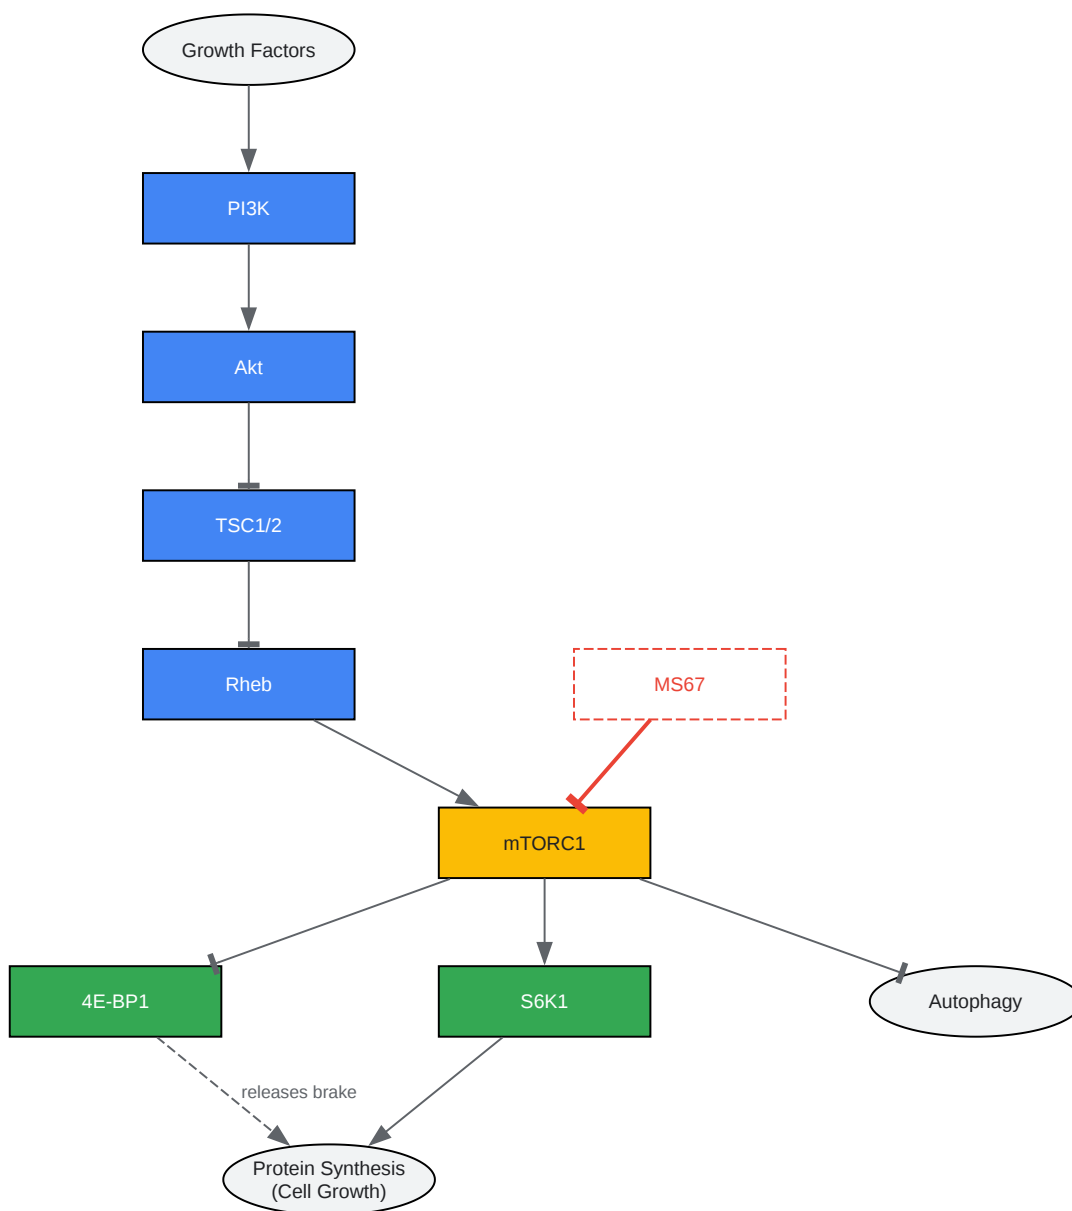 Growth Factors
PI3K
Akt
TSC1/2
Rheb
MS67
mTORC1
4E-BP1
S6K1
Autophagy
releases brake
Protein Synthesis
(Cell Growth)